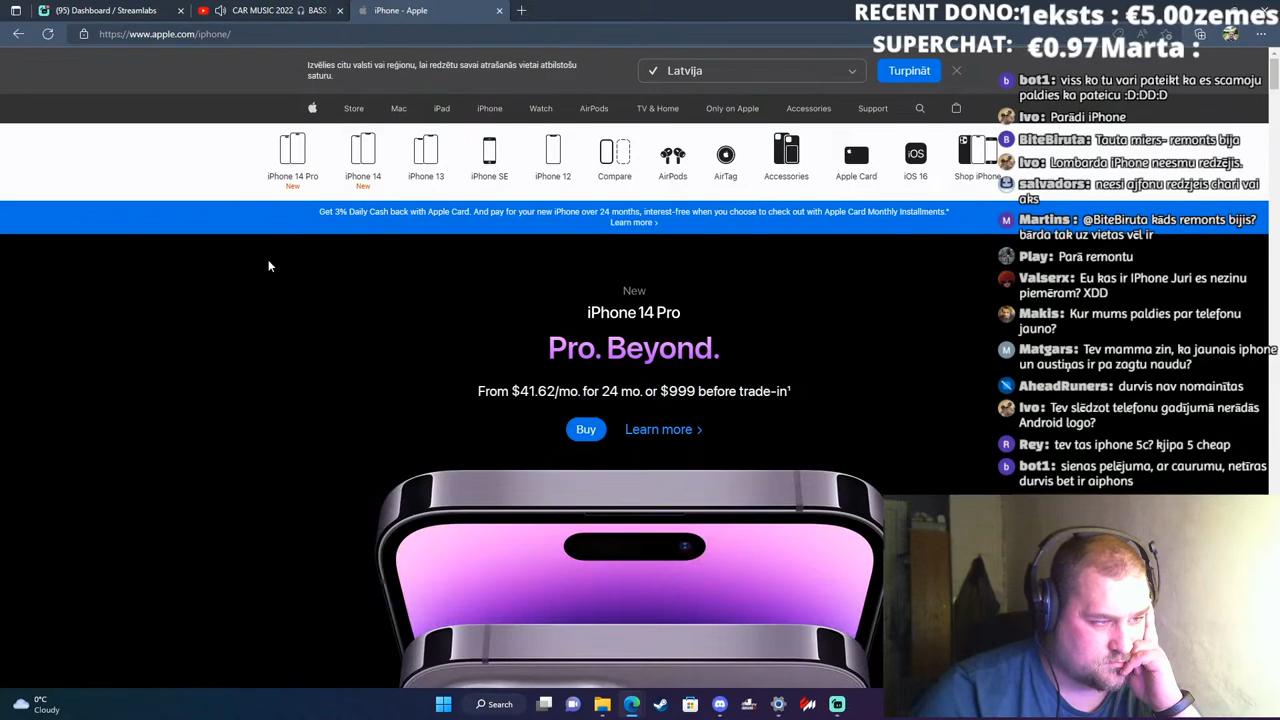 (95) Dashboard / Streamlabs
CAR MUSIC 2022 🎧 BASS
iPhone - Apple
https://www.apple.com/iphone/
RECENT DONO: 1eksts : €5.00zemes
SUPERCHAT: €0.97Marta :
Izvēlies citu valsti vai reģionu, lai redzētu savai atrašanās vietai atbilstošu
saturu.
Latvija
Turpināt
Store Mac iPad iPhone Watch AirPods TV & Home Only on Apple Accessories Support
iPhone 14 Pro
New
iPhone 14
New
iPhone 13
iPhone SE
iPhone 12
Compare
AirPods
AirTag
Accessories
Apple Card
iOS
iOS 16
Shop iPhone
Get 3% Daily Cash back with Apple Card. And pay for your new iPhone over 24 months, interest-free when you choose to check out with Apple Card Monthly Installments.*
Learn more >
New
iPhone 14 Pro
Pro. Beyond.
From $41.62/mo. for 24 mo. or $999 before trade-in¹
Buy
Learn more >
b bot1: viss ko tu vari pateikt ka es scamoju
paldies ka pateicu :D:DD:D
Ivo: Parādi iPhone
B BiteBiruta: Tauta miers- remonts bija
Ivo: Lombarda iPhone neesmu redzējis.
salvadors: neesi ajfonu redzjeis chari vai
aks
M Martins: @BiteBiruta kāds remonts bijis?
bārda tak uz vietas vēl ir
Play: Parā remontu
Valserx: Eu kas ir IPhone Juri es nezinu
piemēram? XDD
Makis: Kur mums paldies par telefonu
jauno?
M Matgars: Tev mamma zin, ka jaunais iphone
un austiņas ir pa zagtu naudu?
AheadRuners: durvis nav nomainītas
Ivo: Tev slēdzot telefonu gadījumā nerādās
Android logo?
R Rey: tev tas iphone 5c? kjipa 5 cheap
b bot1: sienas pelējuma, ar caurumu, netīras
durvis bet ir aiphons
0°C
Cloudy
Search